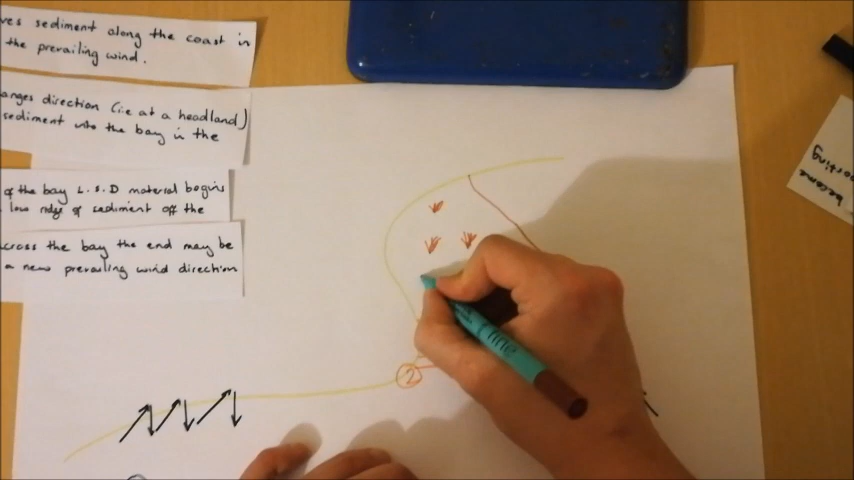 ves sediment along the coast in
the prevailing wind.
anges direction (i.e at a headland)
sediment into the bay in the
of the bay L.S.D material begins
low ridge of sediment off the
cross the bay the end may be
a new prevailing wind direction
2
become
fine